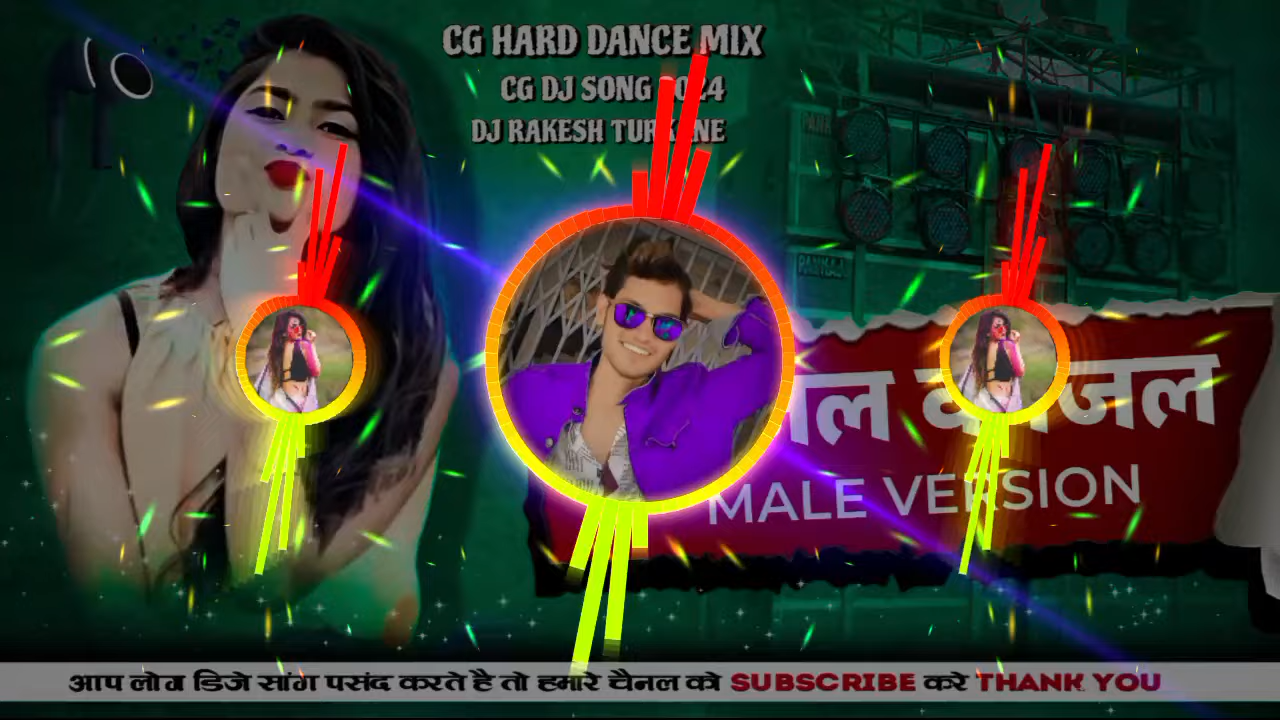 CG HARD DANCE MIX
CG DJ SONG
DJ RAKESH
PANKAJ
MALE VERSION
आप लोग डिजे सांग पसंद करते है तो हमारे चैनल को SUBSCRIBE करे THANK YOU